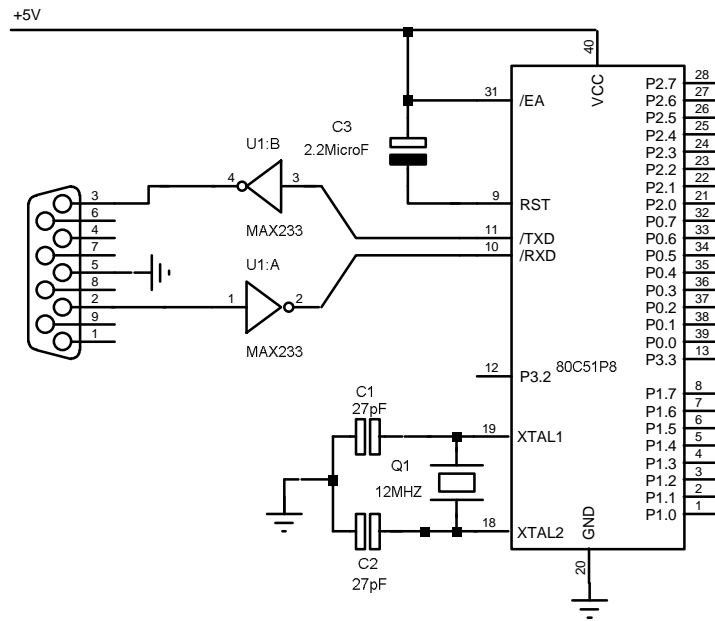 +5V
40
VCC
31
/EA
C3
2.2MicroF
9
RST
U1:B
4
3
MAX233
11
/TXD
10
/RXD
U1:A
1
2
MAX233
3
6
4
7
5
8
2
9
1
12
P3.2
80C51P8
C1
27pF
19
XTAL1
Q1
12MHZ
18
XTAL2
C2
27pF
GND
20
P2.7 28
P2.6 27
P2.5 26
P2.4 25
P2.3 24
P2.2 23
P2.1 22
P2.0 21
P0.7 32
P0.6 33
P0.5 34
P0.4 35
P0.3 36
P0.2 37
P0.1 38
P0.0 39
P3.3 13
P1.7 8
P1.6 7
P1.5 6
P1.4 5
P1.3 4
P1.2 3
P1.1 2
P1.0 1